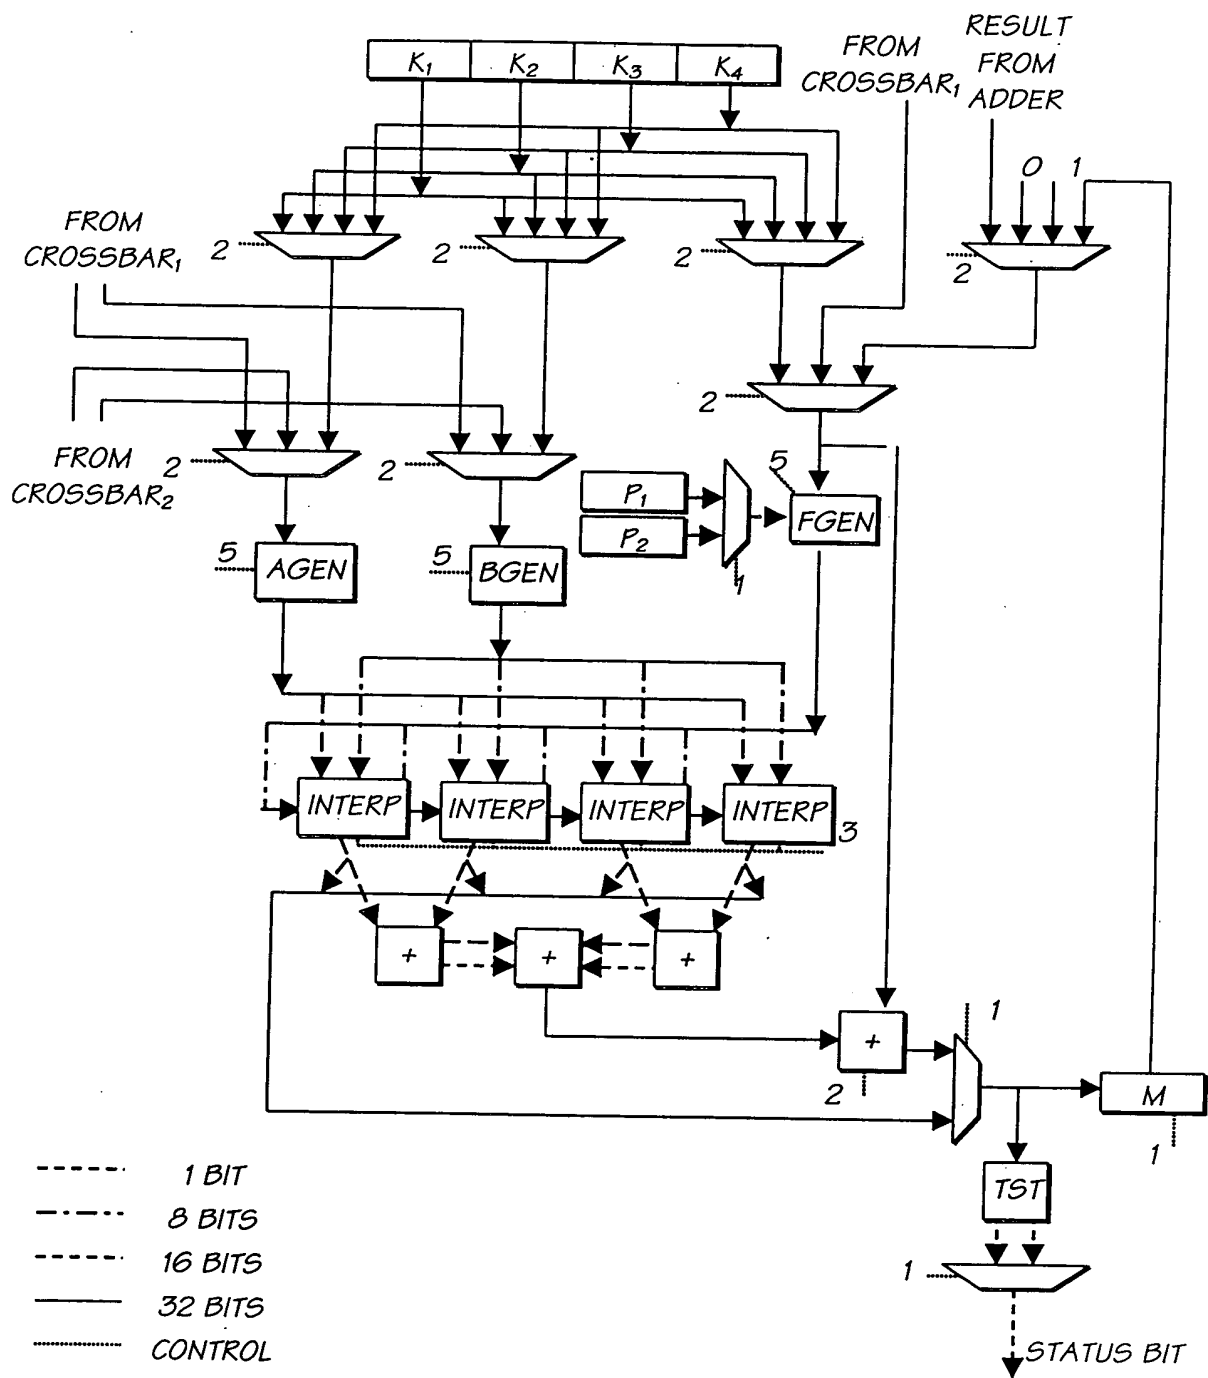 RESULT
FROM
ADDER
FROM
CROSSBAR1
K1 K2 K3 K4
0 1
FROM
CROSSBAR1
2
2
2
2
2
FROM
CROSSBAR2
2
2
P1
P2
5
FGEN
1
5
AGEN
5
BGEN
INTERP
INTERP
INTERP
INTERP
3
+
+
+
+
1
2
M
1
TST
1
STATUS BIT
1 BIT
8 BITS
16 BITS
32 BITS
CONTROL